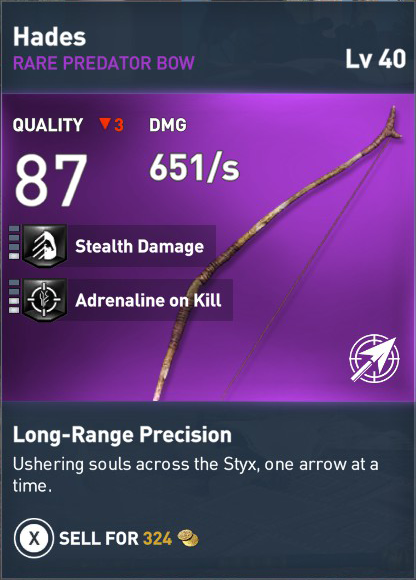 Hades
RARE PREDATOR BOW
Lv 40
QUALITY ▼3 DMG
87 651/s
Stealth Damage
Adrenaline on Kill
Long-Range Precision
Ushering souls across the Styx, one arrow at a
time.
X SELL FOR 324